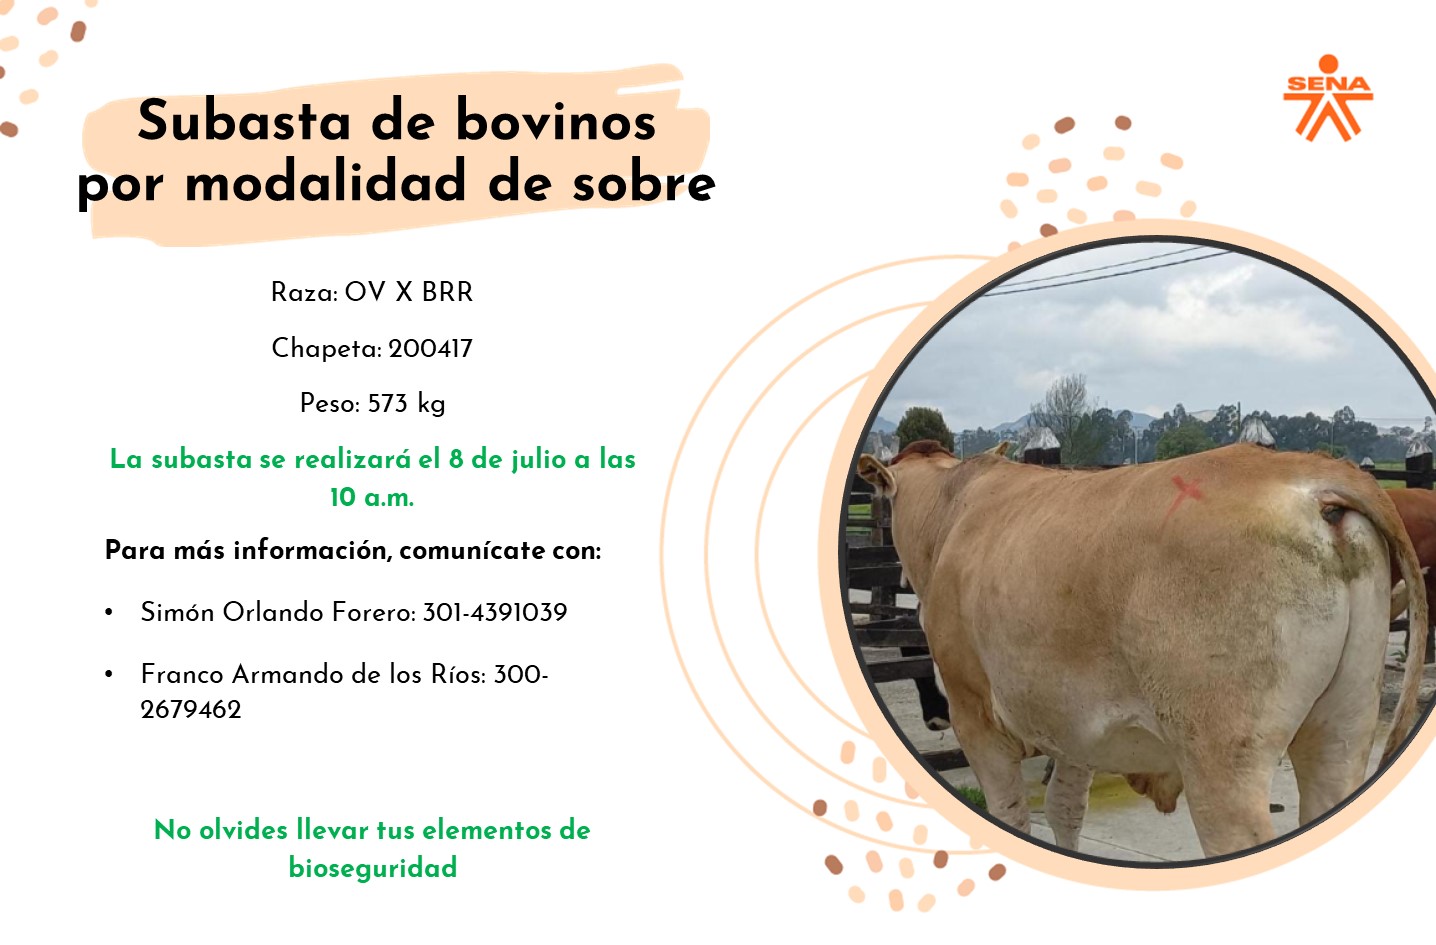 SENA
Subasta de bovinos
por modalidad de sobre
Raza: OV X BRR
Chapeta: 200417
Peso: 573 kg
La subasta se realizará el 8 de julio a las
10 a.m.
Para más información, comunícate con:
• Simón Orlando Forero: 301-4391039
• Franco Armando de los Ríos: 300-
2679462
No olvides llevar tus elementos de
bioseguridad